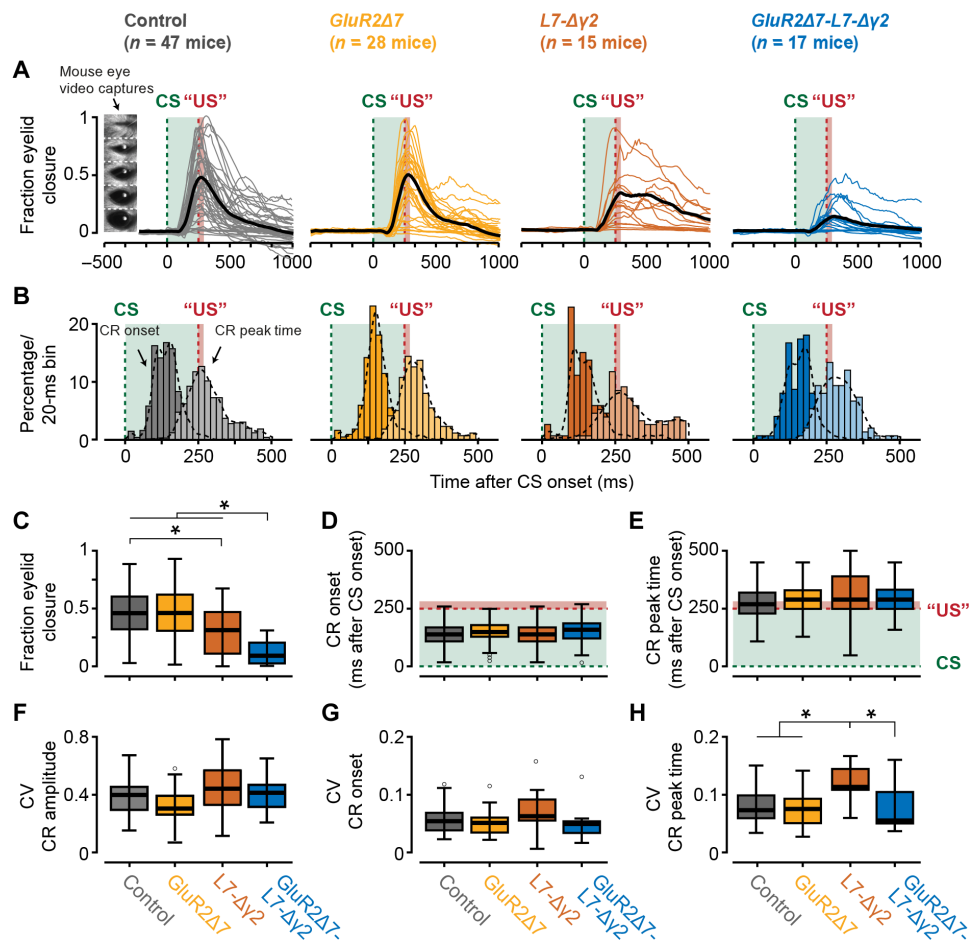 Control
(n = 47 mice)
GluR2Δ7
(n = 28 mice)
L7-Δγ2
(n = 15 mice)
GluR2Δ7-L7-Δγ2
(n = 17 mice)
A
Mouse eye
video captures
CS "US"
CS "US"
CS "US"
CS "US"
Fraction eyelid
closure
1
0.5
0
−500 0 1000
0 500 1000
0 500 1000
0 500 1000
B
CS "US"
CS "US"
CS "US"
CS "US"
CR onset
CR peak time
Percentage/
20-ms bin
20
10
0
0 250 500
0 250 500
0 250 500
0 250 500
Time after CS onset (ms)
C
*
*
Fraction eyelid
closure
1
0.5
0
D
CR onset
(ms after CS onset)
500
250
0
E
CR peak time
(ms after CS onset)
500
250
0
"US"
CS
F
CV
CR amplitude
0.8
0.4
0
G
CV
CR onset
0.2
0.1
0
H
*
*
CV
CR peak time
0.2
0.1
0
Control
GluR2Δ7
L7-Δγ2
GluR2Δ7-
L7-Δγ2
Control
GluR2Δ7
L7-Δγ2
GluR2Δ7-
L7-Δγ2
Control
GluR2Δ7
L7-Δγ2
GluR2Δ7-
L7-Δγ2